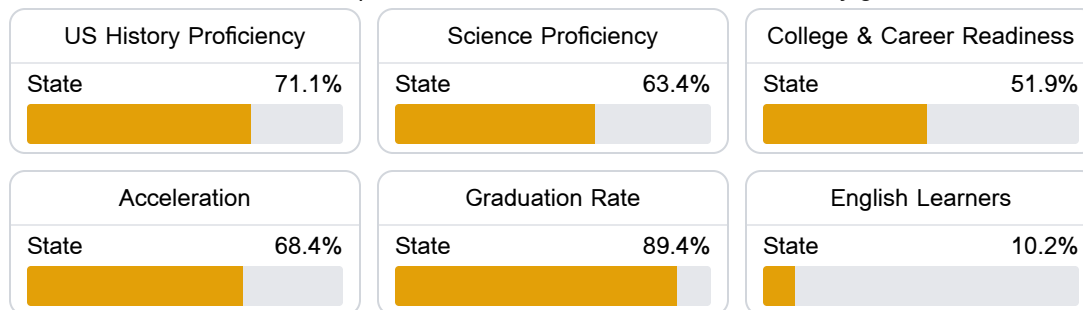 US History Proficiency
State 71.1%
Science Proficiency
State 63.4%
College & Career Readiness
State 51.9%
Acceleration
State 68.4%
Graduation Rate
State 89.4%
English Learners
State 10.2%